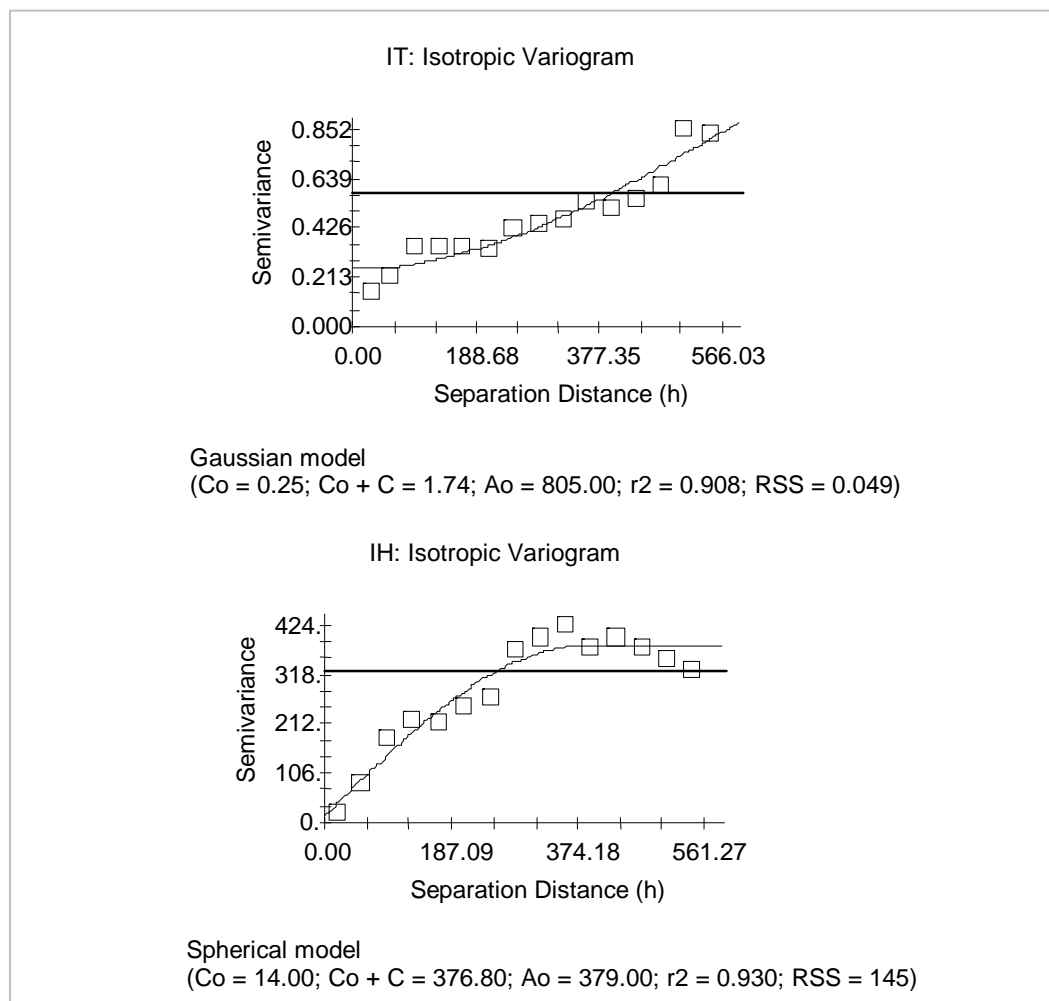 IT: Isotropic Variogram
0.852
0.639
0.426
0.213
0.000
Semivariance
0.00 188.68 377.35 566.03
Separation Distance (h)
Gaussian model
(Co = 0.25; Co + C = 1.74; Ao = 805.00; r2 = 0.908; RSS = 0.049)
IH: Isotropic Variogram
424.
318.
212.
106.
0.
Semivariance
0.00 187.09 374.18 561.27
Separation Distance (h)
Spherical model
(Co = 14.00; Co + C = 376.80; Ao = 379.00; r2 = 0.930; RSS = 145)